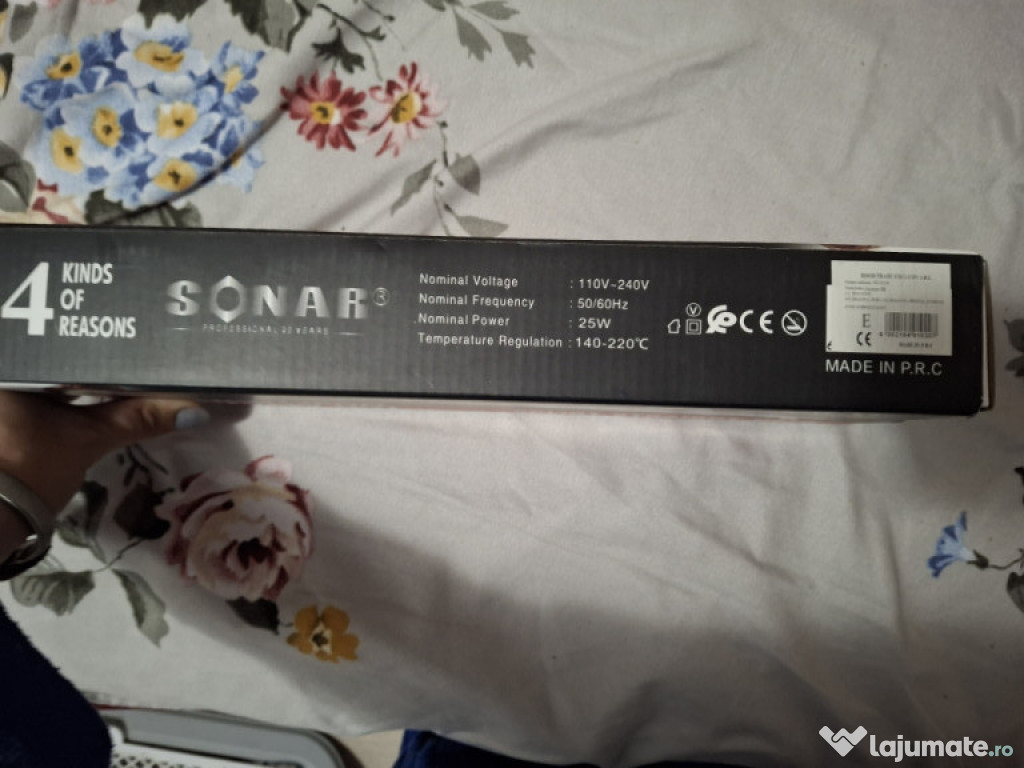 4 KINDS
OF
REASONS
SONAR®
PROFESSIONAL 30 YEARS
Nominal Voltage : 110V~240V
Nominal Frequency : 50/60Hz
.Nominal Power : 25W
Temperature Regulation : 140-220℃
CE
E
CE
MADE IN P.R.C
lajumate.ro